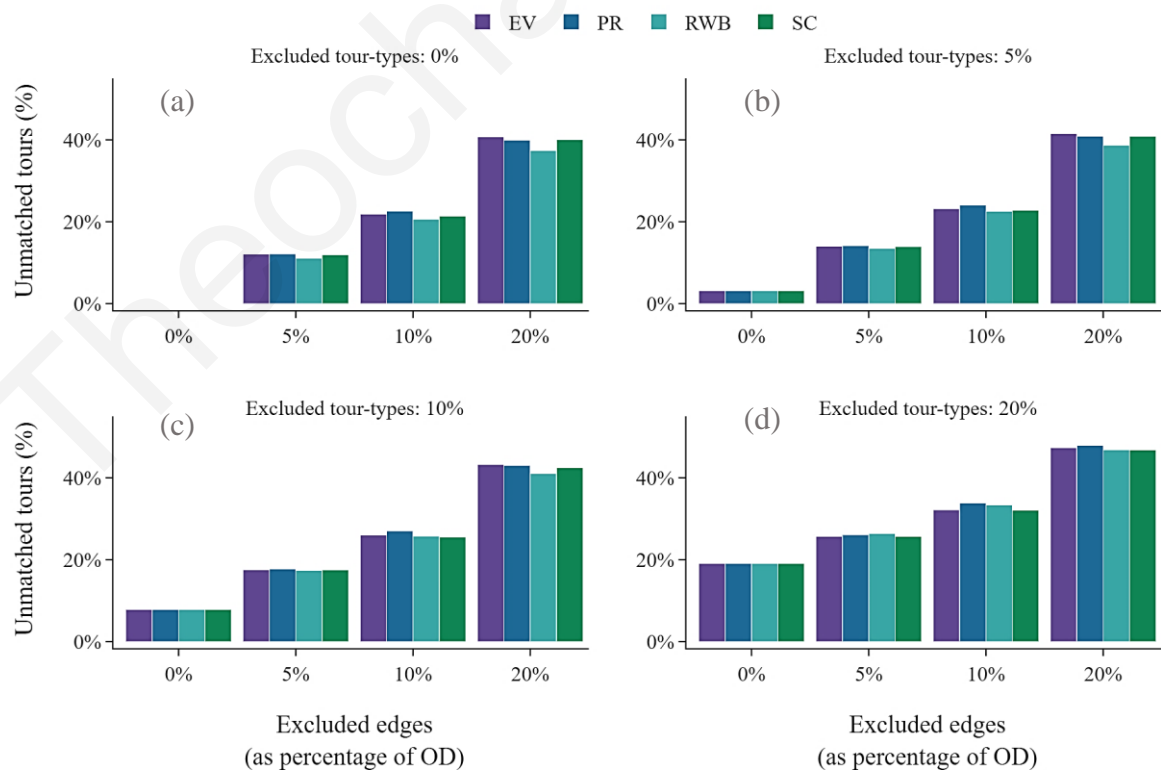 EV PR RWB SC
Excluded tour-types: 0%
Excluded tour-types: 5%
(a)
(b)
Unmatched tours (%)
40%
20%
0%
0% 5% 10% 20%
40%
20%
0%
0% 5% 10% 20%
Excluded tour-types: 10%
Excluded tour-types: 20%
(c)
(d)
Unmatched tours (%)
40%
20%
0%
0% 5% 10% 20%
40%
20%
0%
0% 5% 10% 20%
Excluded edges
(as percentage of OD)
Excluded edges
(as percentage of OD)